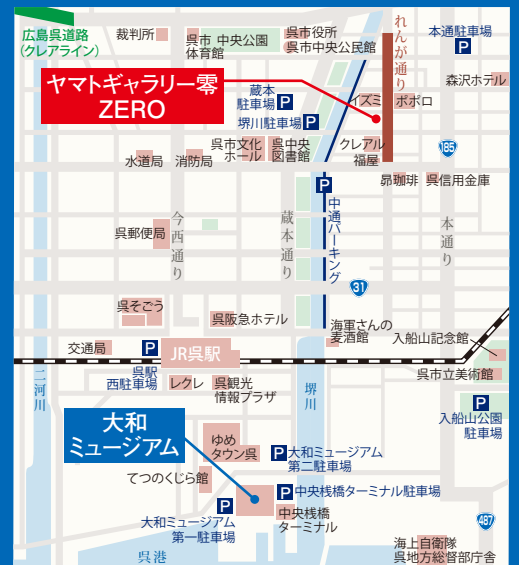 広島呉道路
(クレアライン)
裁判所
呉市
体育館
中央公園
呉市役所
呉市中央公民館
れんが通り
本通駐車場
P
森沢ホテル
ヤマトギャラリー零
ZERO
蔵本
駐車場 P
堺川駐車場 P
イズミ
ポポロ
水道局
消防局
呉市文化
ホール
呉中央
図書館
クレアル
福屋
185
昴珈琲
呉信用金庫
P
中通パーキング
今西通り
蔵本通り
本通り
呉郵便局
31
呉そごう
呉阪急ホテル
海軍さんの
麦酒館
入船山記念館
交通局
P
JR呉駅
呉駅
西駐車場
レクレ
呉観光
情報プラザ
呉市立美術館
二河川
堺川
P
入船山公園
駐車場
大和
ミュージアム
ゆめ
タウン呉
P 大和ミュージアム
第二駐車場
てつのくじら館
P 中央桟橋ターミナル駐車場
P
大和ミュージアム
第一駐車場
中央桟橋
ターミナル
487
呉港
海上自衛隊
呉地方総督部庁舎